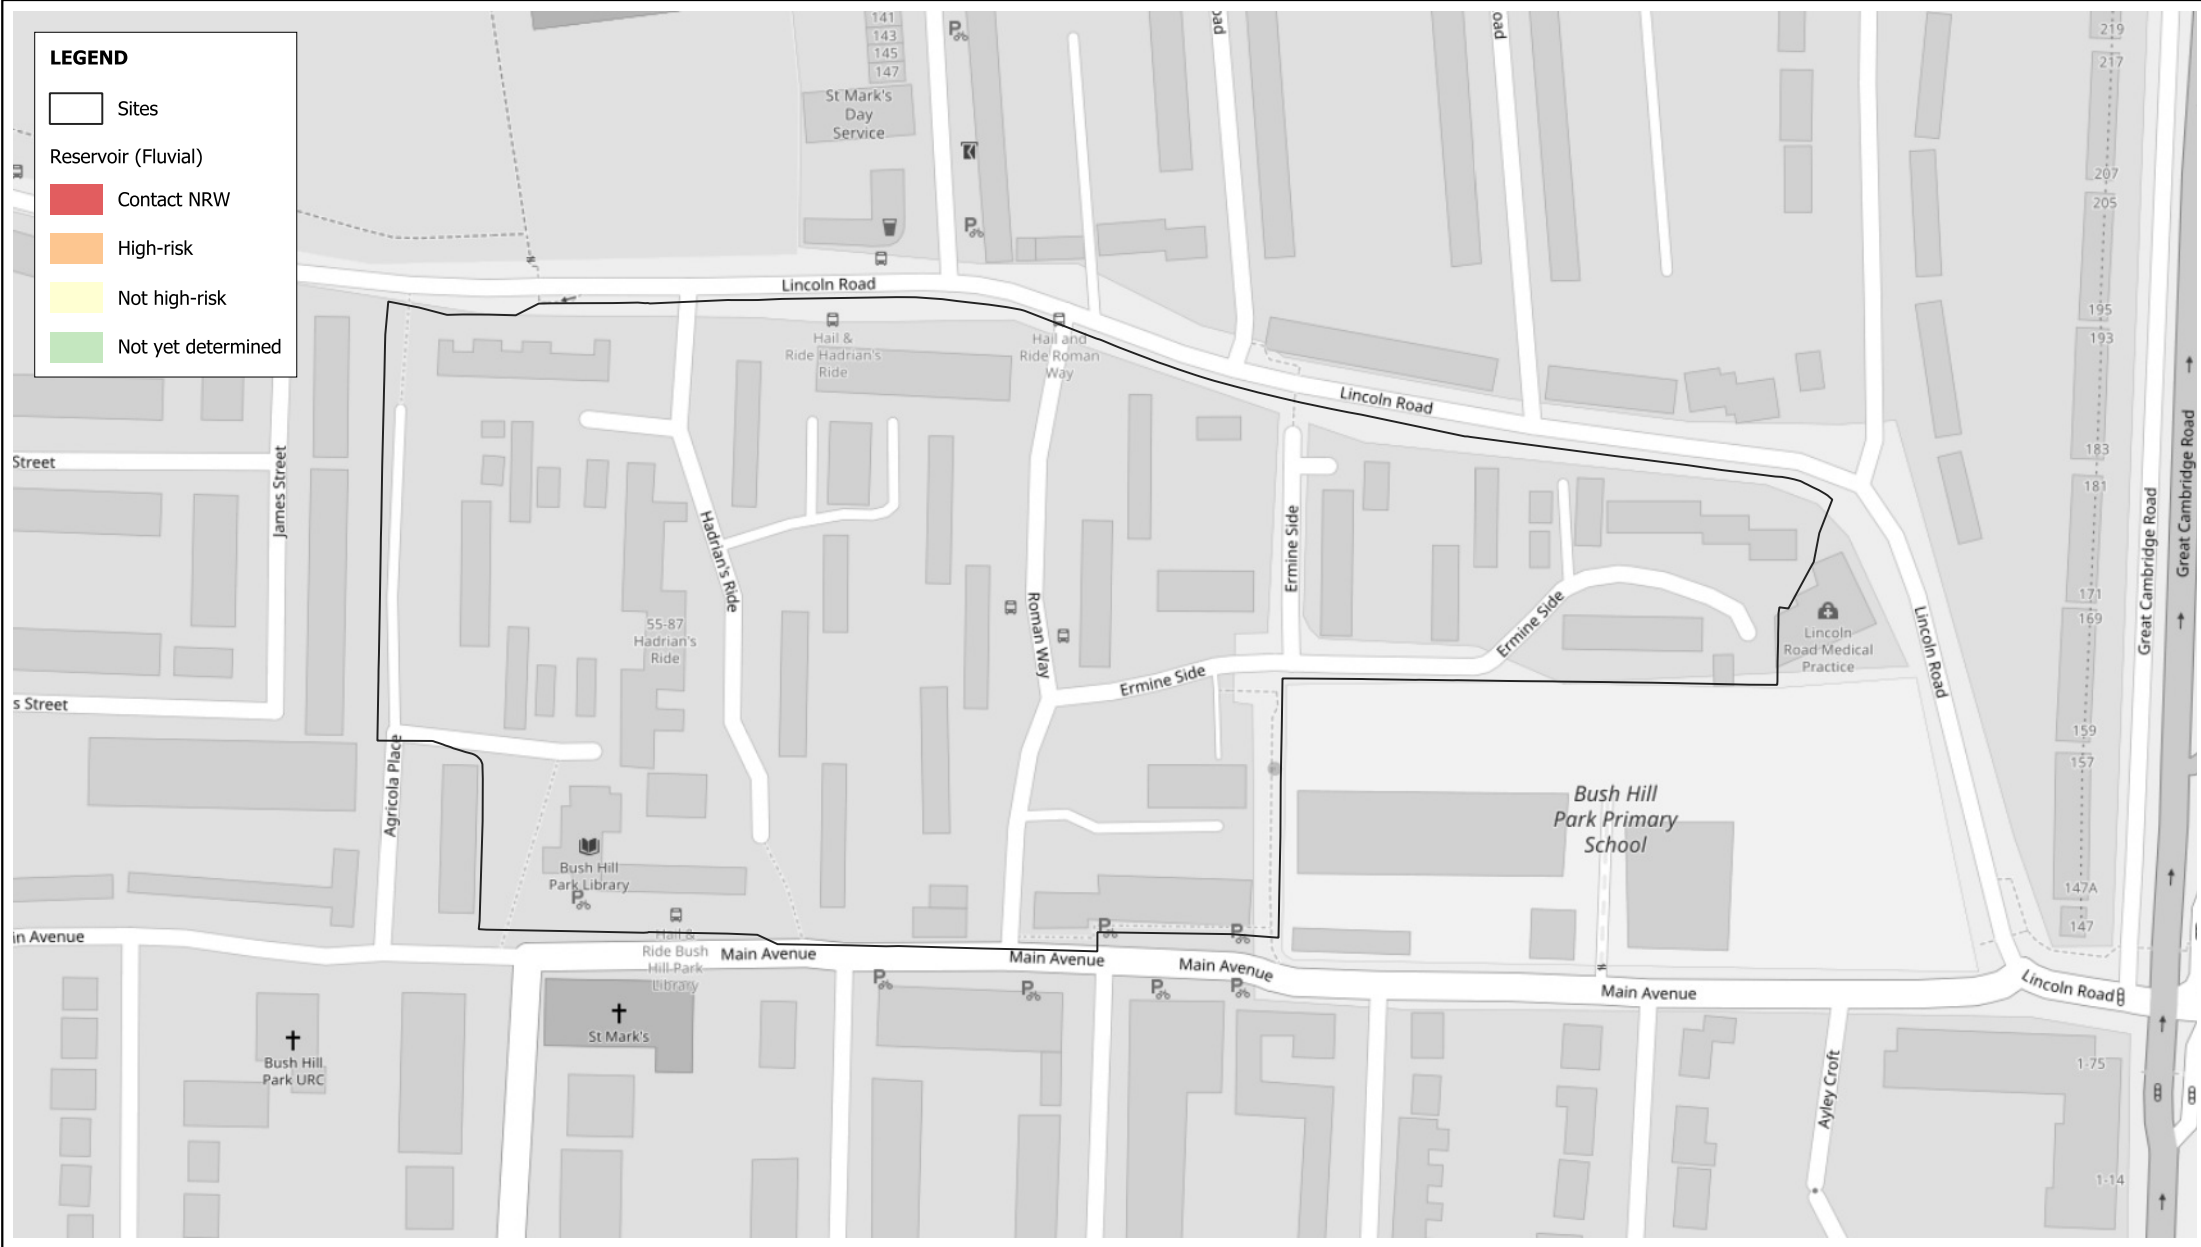 LEGEND
Sites
Reservoir (Fluvial)
Contact NRW
High-risk
Not high-risk
Not yet determined
141
143
145
147
St Mark's
Day
Service
oad
oad
219
217
207
205
195
193
183
181
171
169
159
157
147A
147
Lincoln Road
Hail &
Ride Hadrian's
Ride
Hail and
Ride Roman
Way
Lincoln Road
Great Cambridge Road
Great Cambridge Road
Street
James Street
s Street
Hadrian's Ride
55-87
Hadrian's
Ride
Roman Way
Ermine Side
Ermine Side
Ermine Side
Lincoln
Road Medical
Practice
Lincoln Road
Agricola Place
Bush Hill
Park Library
Bush Hill
Park Primary
School
in Avenue
Hail &
Ride Bush
Hill Park
Library
Main Avenue
Main Avenue
Main Avenue
Main Avenue
Lincoln Road
St Mark's
Bush Hill
Park URC
Ayley Croft
1-75
1-14